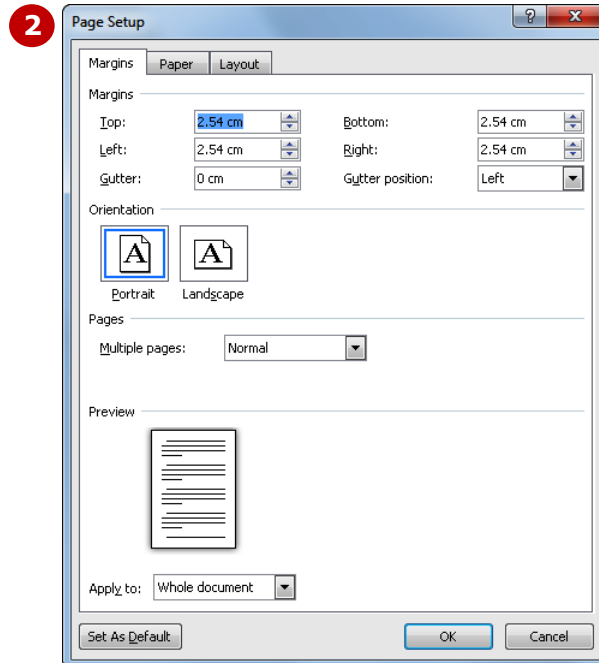 2
Page Setup
Margins Paper Layout
Margins
Top: 2.54 cm Bottom: 2.54 cm
Left: 2.54 cm Right: 2.54 cm
Gutter: 0 cm Gutter position: Left
Orientation
A A
Portrait Landscape
Pages
Multiple pages: Normal
Preview
Apply to: Whole document
Set As Default OK Cancel